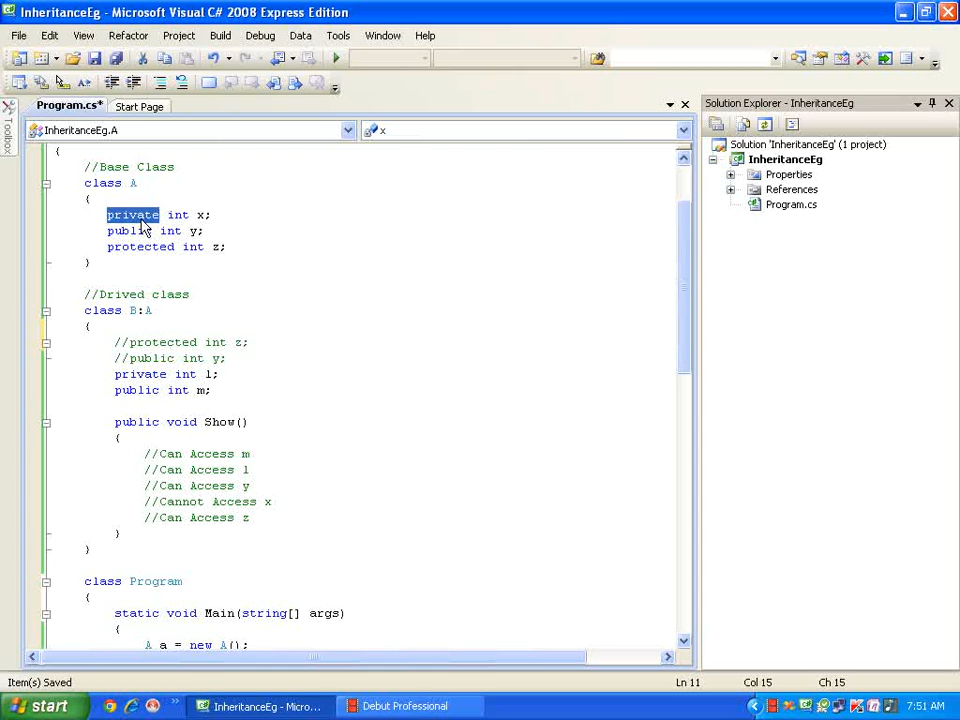 InheritanceEg - Microsoft Visual C# 2008 Express Edition
File Edit View Refactor Project Build Debug Data Tools Window Help
Toolbox
Program.cs* Start Page
InheritanceEg.A
x
{
//Base Class
class A
{
private int x;
public int y;
protected int z;
}
//Drived class
class B:A
{
//protected int z;
//public int y;
private int l;
public int m;
public void Show()
{
//Can Access m
//Can Access l
//Can Access y
//Cannot Access x
//Can Access z
}
}
class Program
{
static void Main(string[] args)
{
A a = new A();
Solution Explorer - InheritanceEg
Solution 'InheritanceEg' (1 project)
InheritanceEg
Properties
References
Program.cs
Item(s) Saved Ln 11 Col 15 Ch 15
start
InheritanceEg - Micro...
Debut Professional
7:51 AM